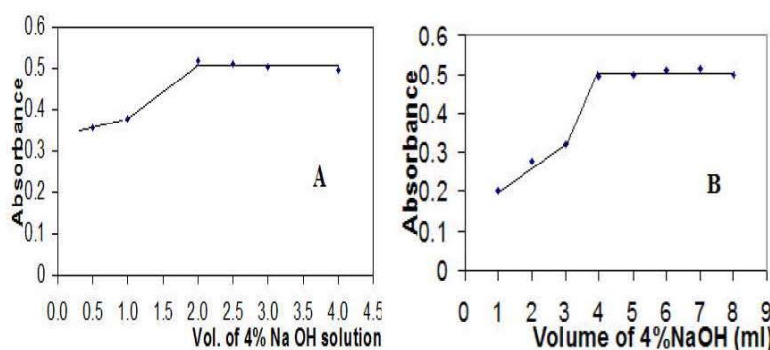 0.6
0.5
0.4
0.3
0.2
0.1
0
Absorbance
A
0.0 0.5 1.0 1.5 2.0 2.5 3.0 3.5 4.0 4.5
Vol. of 4% Na OH solution
0.6
0.5
0.4
0.3
0.2
0.1
0
Absorbance
B
0 1 2 3 4 5 6 7 8 9
Volume of 4%NaOH (ml)